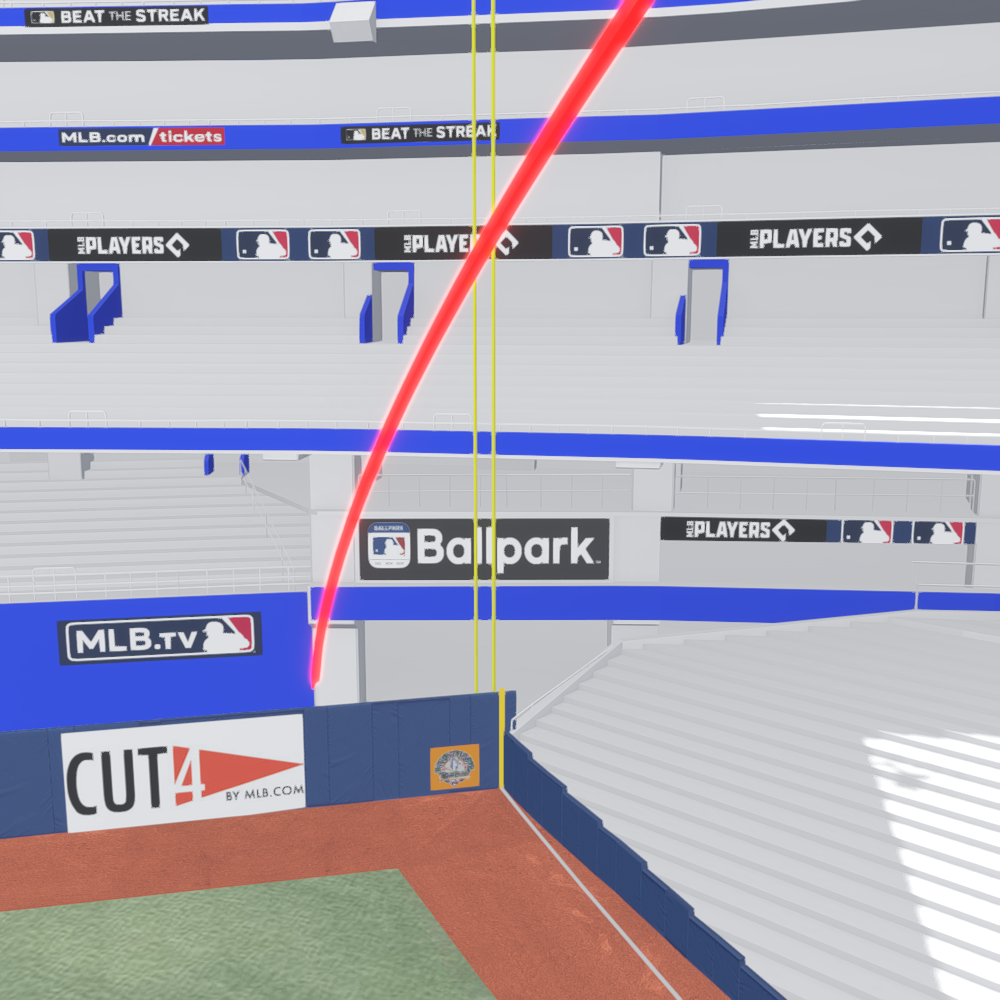 BEAT THE STREAK
MLB.com/tickets
BEAT THE STREAK
MLB PLAYERS
MLB PLAYERS
MLB PLAYERS
BALLPARK
Ballpark
MLB PLAYERS
MLB.TV
CUT4
BY MLB.COM